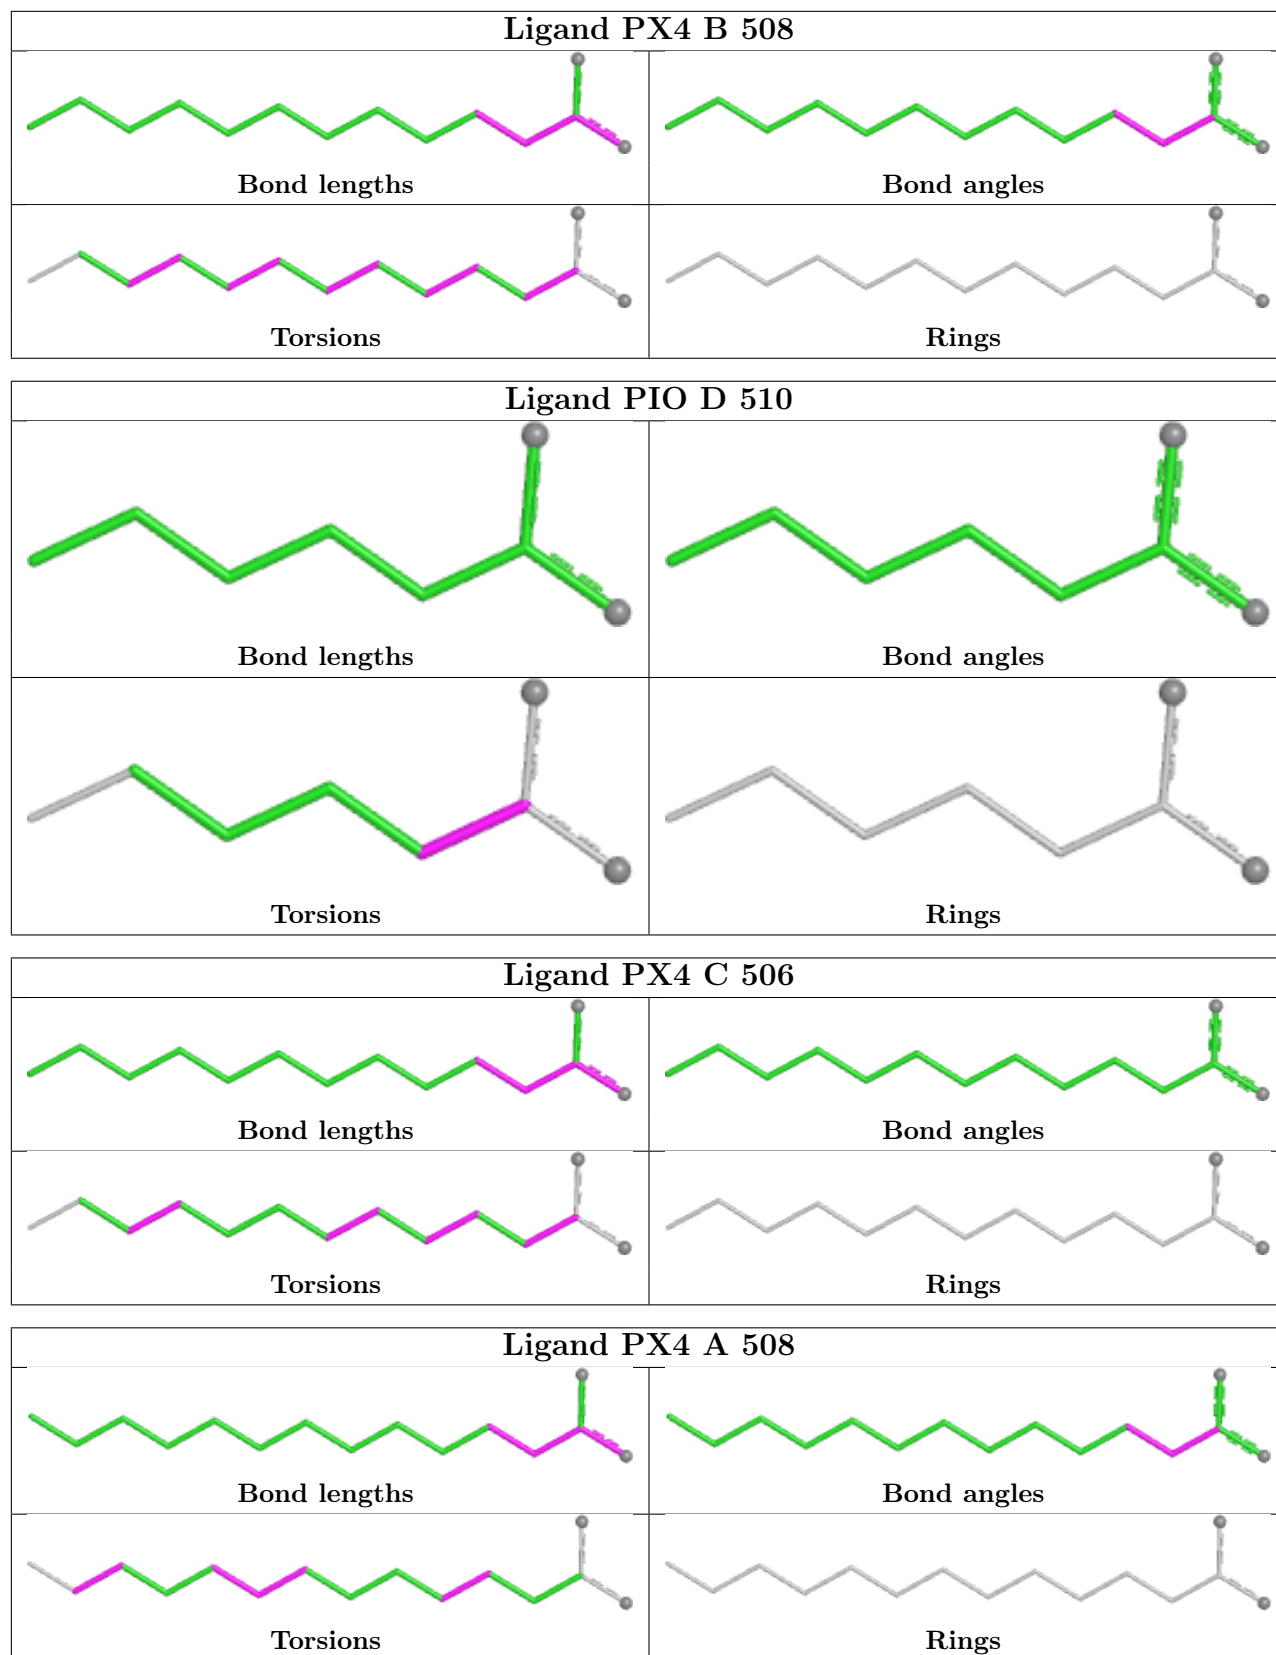 Ligand PX4 B 508
Bond lengths
Bond angles
Torsions
Rings
Ligand PIO D 510
Bond lengths
Bond angles
Torsions
Rings
Ligand PX4 C 506
Bond lengths
Bond angles
Torsions
Rings
Ligand PX4 A 508
Bond lengths
Bond angles
Torsions
Rings